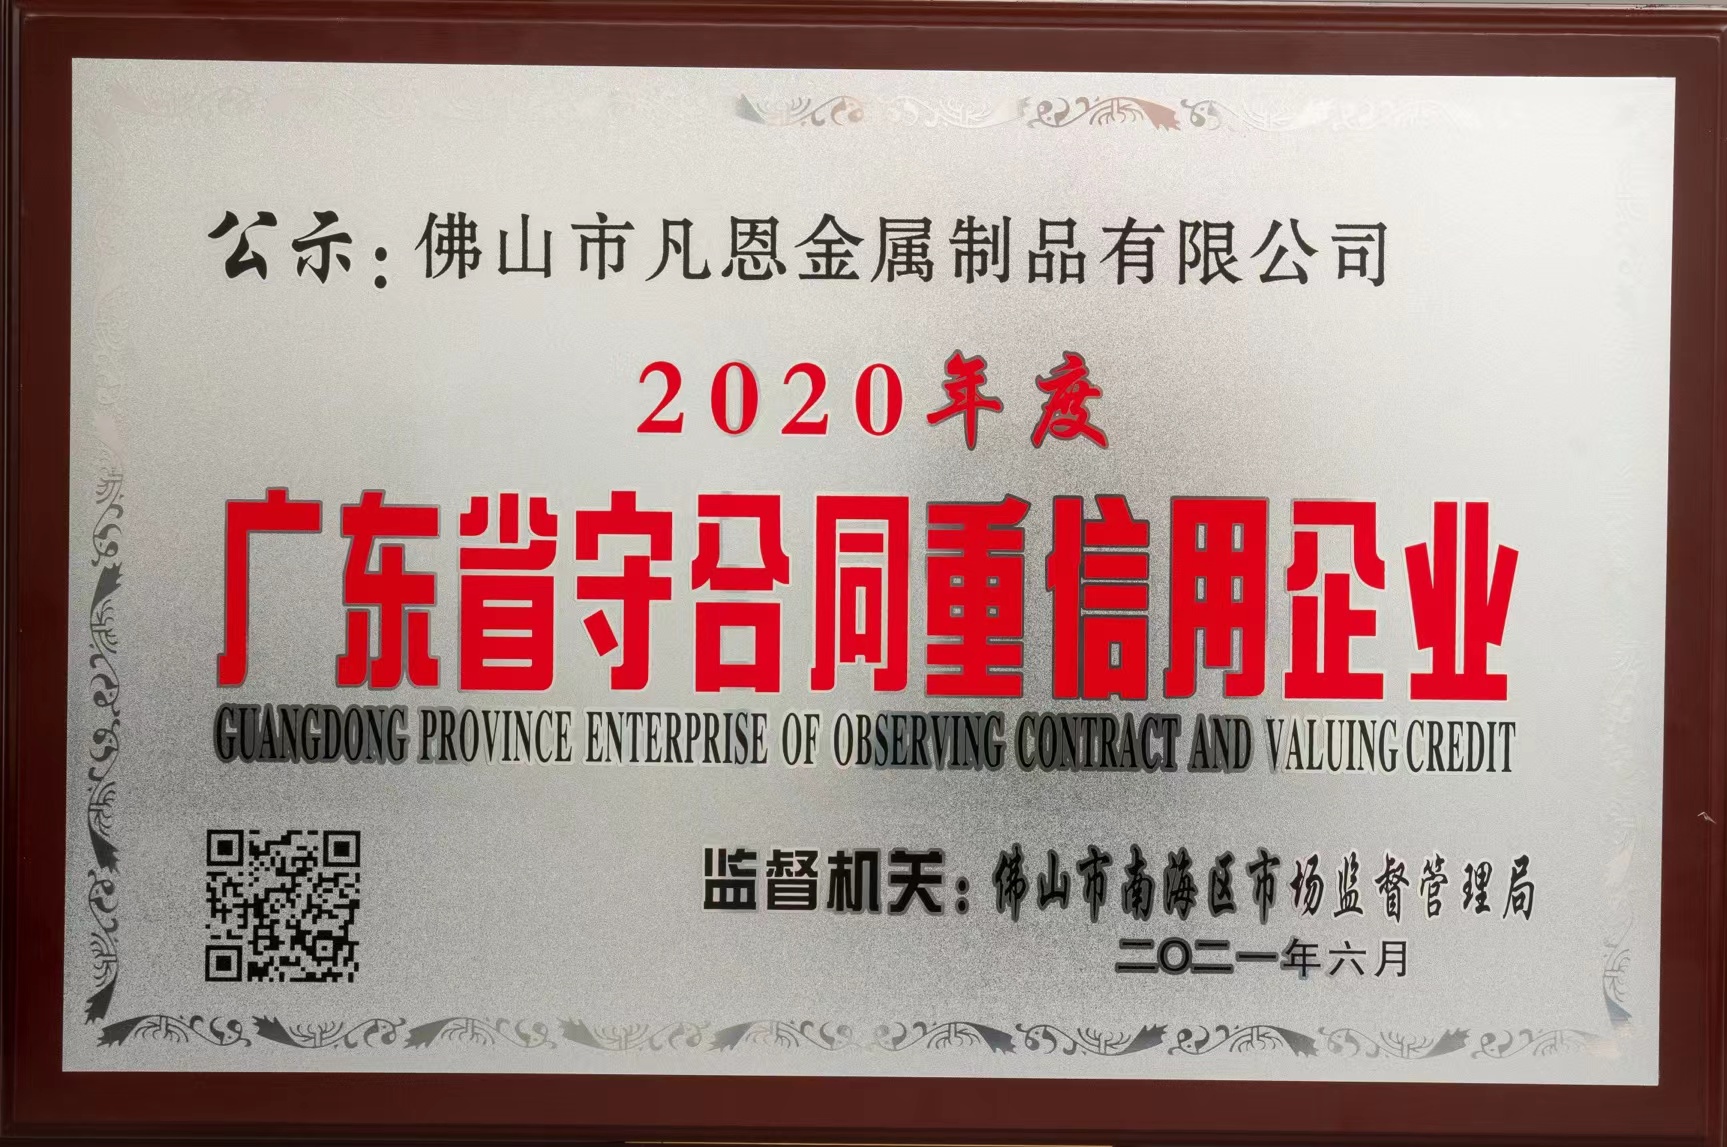 公示:佛山市凡恩金属制品有限公司
2020年度
广东省守合同重信用企业
GUANGDONG PROVINCE ENTERPRISE OF OBSERVING CONTRACT AND VALUING CREDIT
监督机关:佛山市南海区市场监督管理局
二〇二一年六月